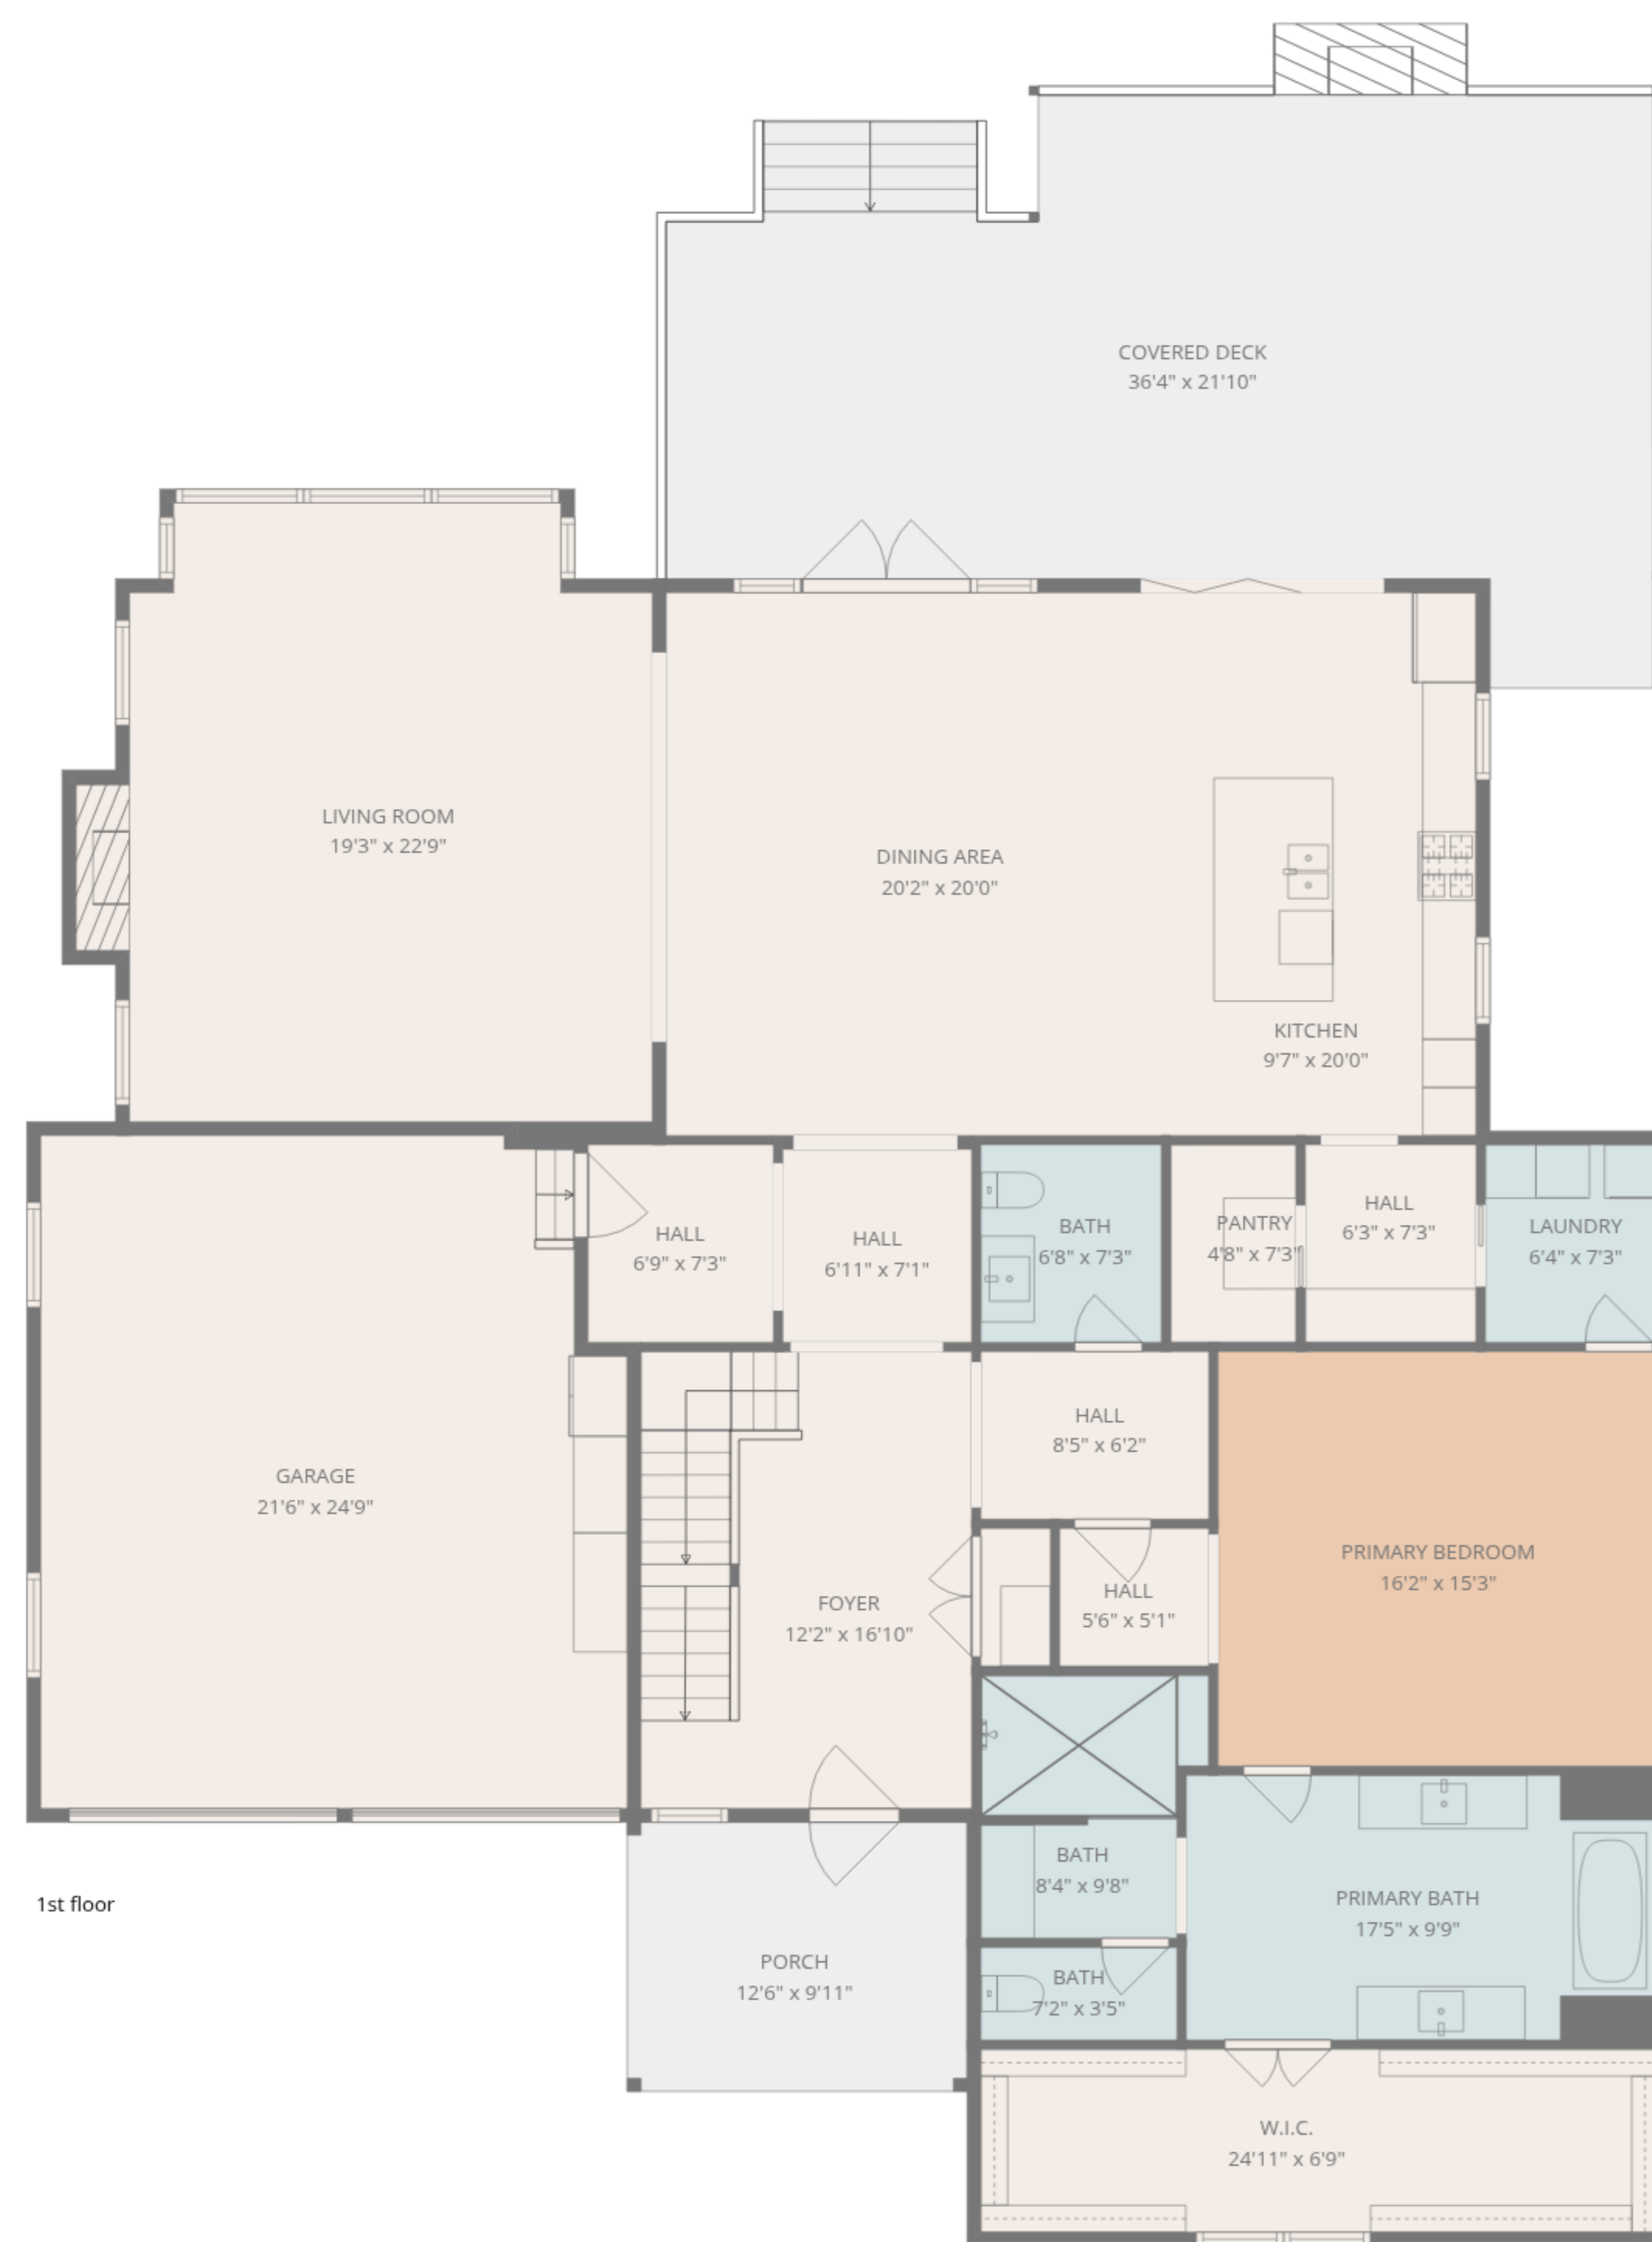 COVERED DECK
36'4" x 21'10"
LIVING ROOM
19'3" x 22'9"
DINING AREA
20'2" x 20'0"
KITCHEN
9'7" x 20'0"
HALL
6'9" x 7'3"
HALL
6'11" x 7'1"
BATH
6'8" x 7'3"
PANTRY
4'8" x 7'3"
HALL
6'3" x 7'3"
LAUNDRY
6'4" x 7'3"
HALL
8'5" x 6'2"
GARAGE
21'6" x 24'9"
FOYER
12'2" x 16'10"
HALL
5'6" x 5'1"
PRIMARY BEDROOM
16'2" x 15'3"
BATH
8'4" x 9'8"
PRIMARY BATH
17'5" x 9'9"
1st floor
PORCH
12'6" x 9'11"
BATH
7'2" x 3'5"
W.I.C.
24'11" x 6'9"